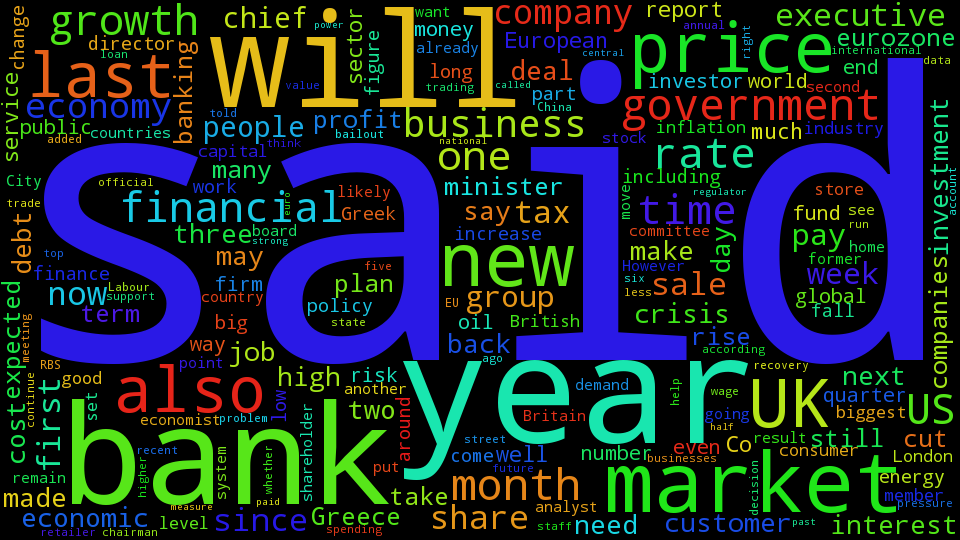 change
growth
chief
power
sector
figure
want
money
already
company
report
executive
director
loan
will
European
central
annual
right
eurozone
international
last
banking
long
trading
deal
price
investor
world
end
data
second
service
economy
value
called
part
China
government
told
people
profit
bailout
business
stock
industry
public
countries
added
think
national
inflation
much
capital
one
rate
many
including
City
official
work
likely
minister
move
regulator
store
investment
account
trade
financial
euro
Greek
say
tax
time
fund
see
run
said
debt
three
board
strong
increase
new
committee
make
day
pay
home
former
top
may
finance
However
week
now
Labour
support
firm
five
plan
EU
group
six
less
sale
global
companies
term
country
policy
state
oil
British
crisis
fall
expected
meeting
big
way
back
rise
according
RBS
point
job
ago
year
recovery
next
good
also
high
risk
another
demand
help
wage
UK
quarter
US
cost
continue
first
set
low
two
around
Britain
going
half
biggest
economist
problem
shareholder
street
come
well
number
even
Co
result
still
cut
bank
recent
consumer
remain
higher
system
whether
put
future
businesses
London
made
measure
paid
take
month
market
decision
energy
member
economic
level
since
Greece
share
analyst
staff
need
customer
past
pressure
interest
retailer
chairman
spending